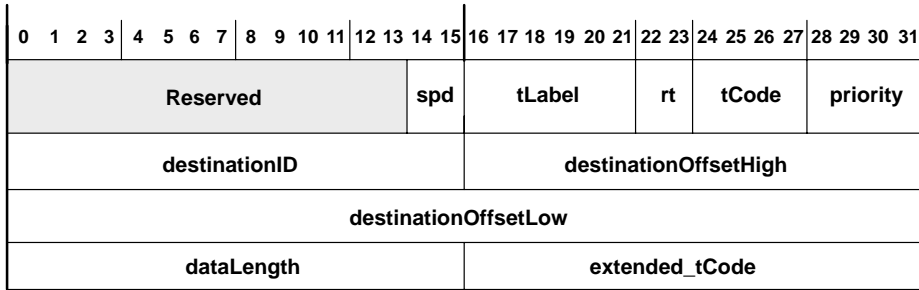 0 1 2 3 4 5 6 7 8 9 10 11 12 13 14 15 16 17 18 19 20 21 22 23 24 25 26 27 28 29 30 31
Reserved spd tLabel rt tCode priority
destinationID destinationOffsetHigh
destinationOffsetLow
dataLength extended_tCode